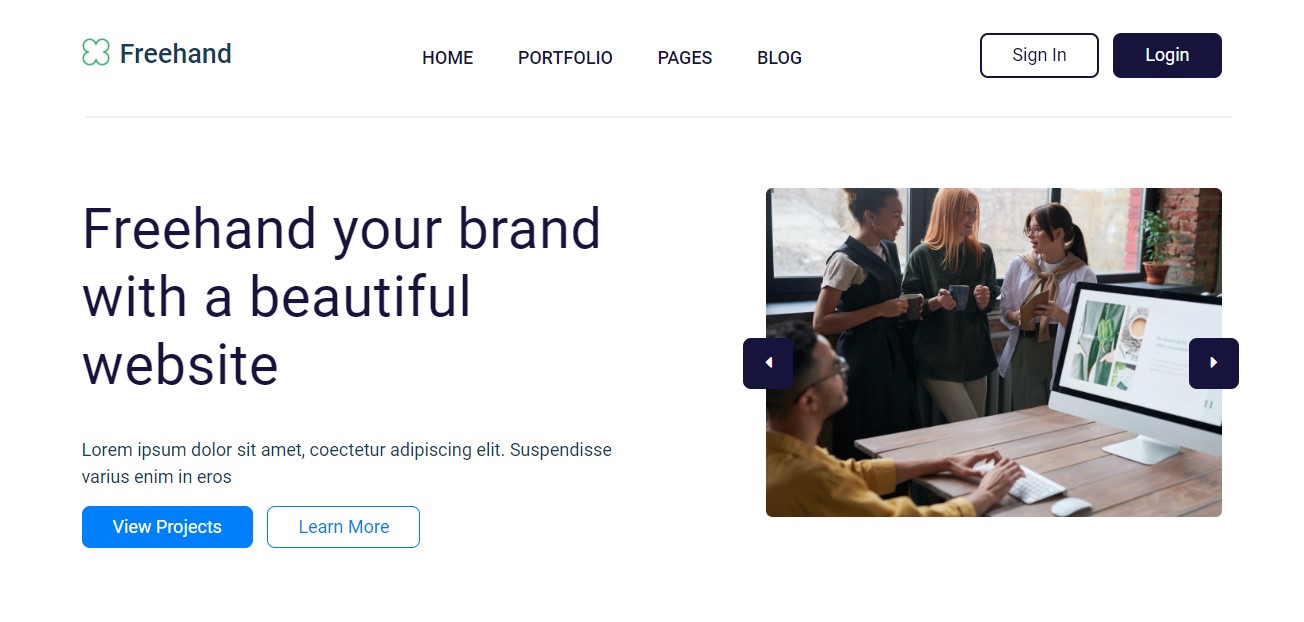 Freehand
HOME PORTFOLIO PAGES BLOG
Sign In
Login
Freehand your brand
with a beautiful
website
Lorem ipsum dolor sit amet, coectetur adipiscing elit. Suspendisse
varius enim in eros
View Projects
Learn More